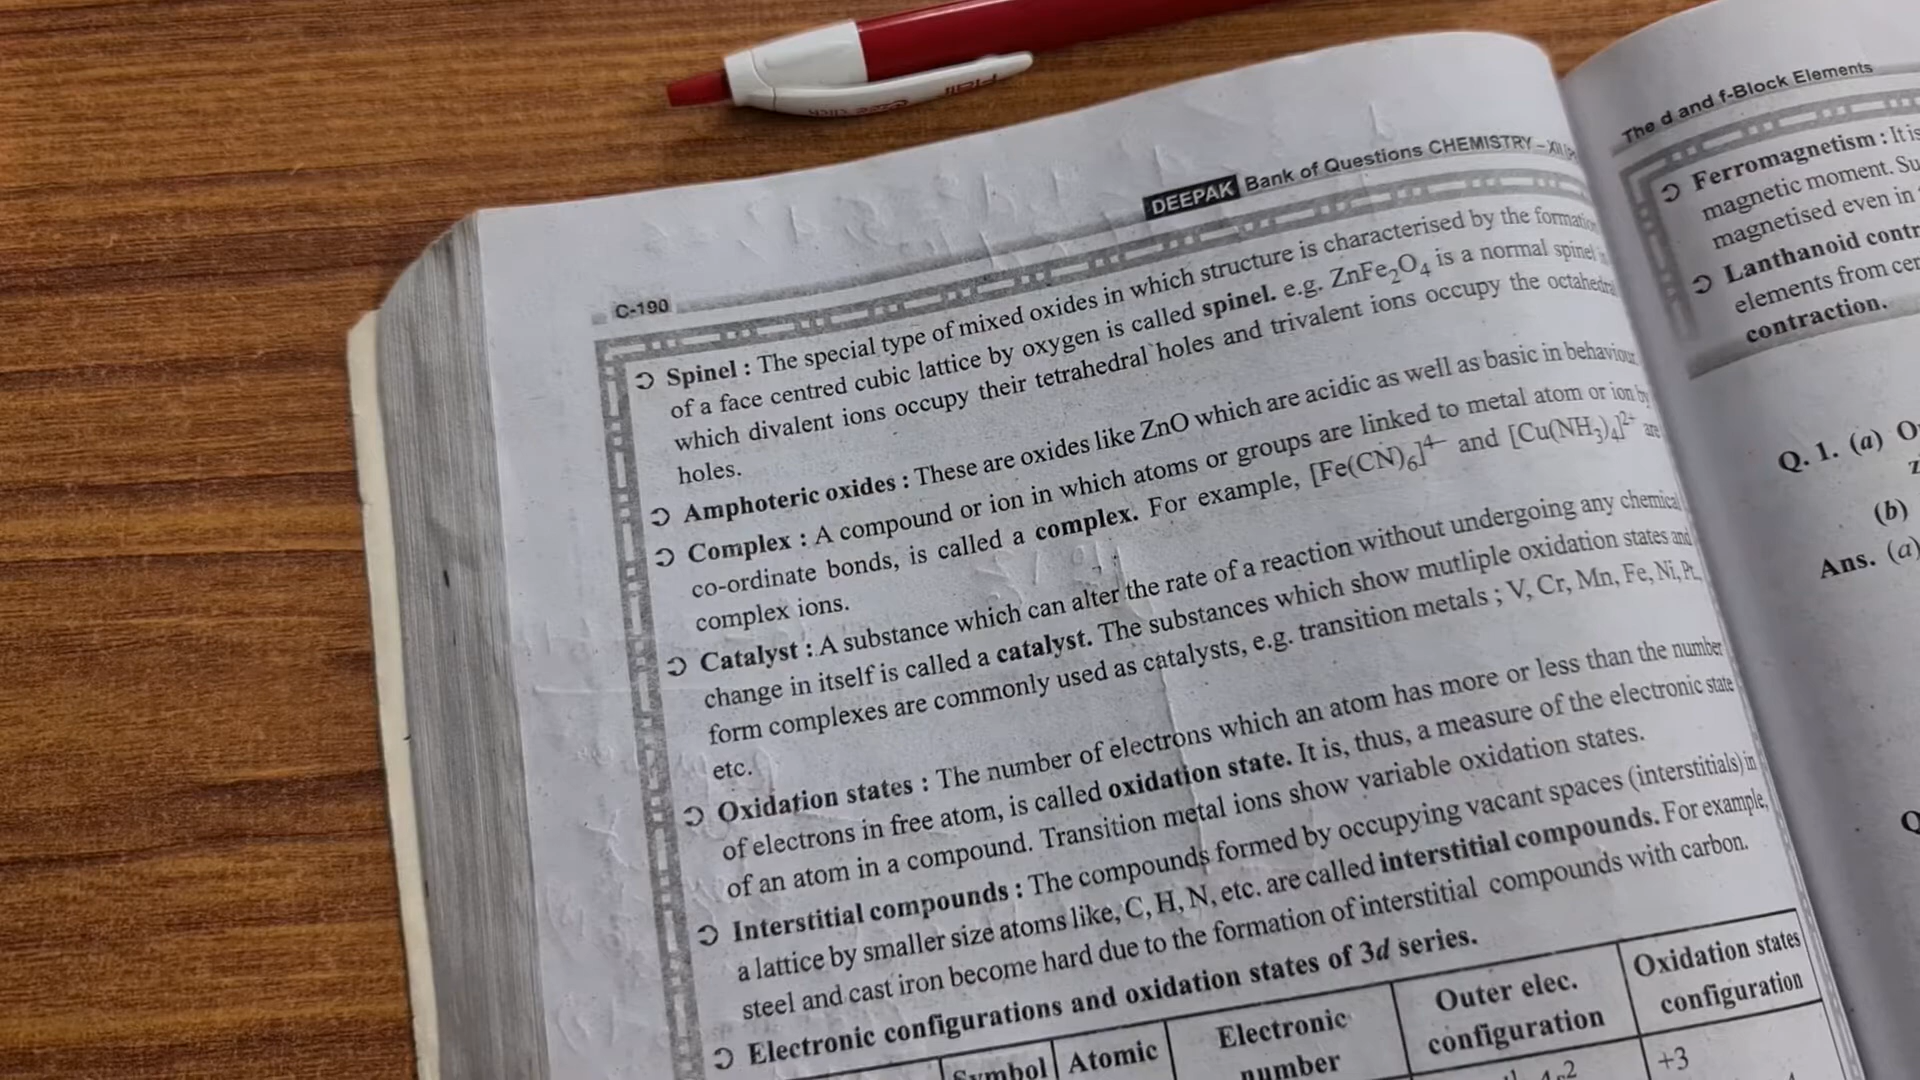 C-190
DEEPAK Bank of Questions CHEMISTRY – XII
Spinel : The special type of mixed oxides in which structure is characterised by the formation
of a face centred cubic lattice by oxygen is called spinel. e.g. ZnFe₂O₄ is a normal spinel in
which divalent ions occupy their tetrahedral holes and trivalent ions occupy the octahedral
holes.
Amphoteric oxides : These are oxides like ZnO which are acidic as well as basic in behaviour.
Complex : A compound or ion in which atoms or groups are linked to metal atom or ion by
co-ordinate bonds, is called a complex. For example, [Fe(CN)₆]⁴⁻ and [Cu(NH₃)₄]²⁺ are
complex ions.
Catalyst : A substance which can alter the rate of a reaction without undergoing any chemical
change in itself is called a catalyst. The substances which show mutliple oxidation states and
form complexes are commonly used as catalysts, e.g. transition metals ; V, Cr, Mn, Fe, Ni, Pt,
etc.
Oxidation states : The number of electrons which an atom has more or less than the number
of electrons in free atom, is called oxidation state. It is, thus, a measure of the electronic state
of an atom in a compound. Transition metal ions show variable oxidation states.
Interstitial compounds : The compounds formed by occupying vacant spaces (interstitials) in
a lattice by smaller size atoms like, C, H, N, etc. are called interstitial compounds. For example,
steel and cast iron become hard due to the formation of interstitial compounds with carbon.
Electronic configurations and oxidation states of 3d series.
Symbol Atomic
Electronic
number
Outer elec.
configuration
Oxidation states
configuration
+3
The d and f-Block Elements
Ferromagnetism : It is
magnetic moment. Su
magnetised even in
Lanthanoid contr
elements from cer
contraction.
Q. 1. (a) O
(b)
Ans. (a)
Q